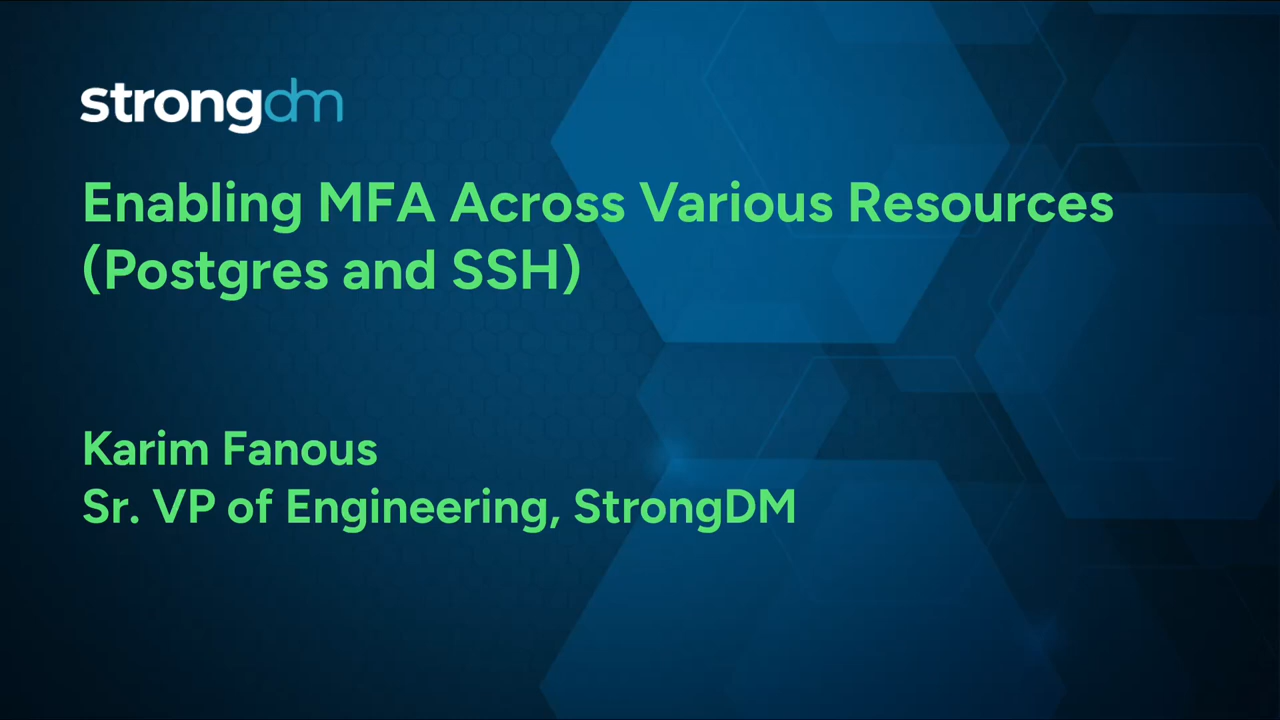 strongdm
Enabling MFA Across Various Resources
(Postgres and SSH)
Karim Fanous
Sr. VP of Engineering, StrongDM